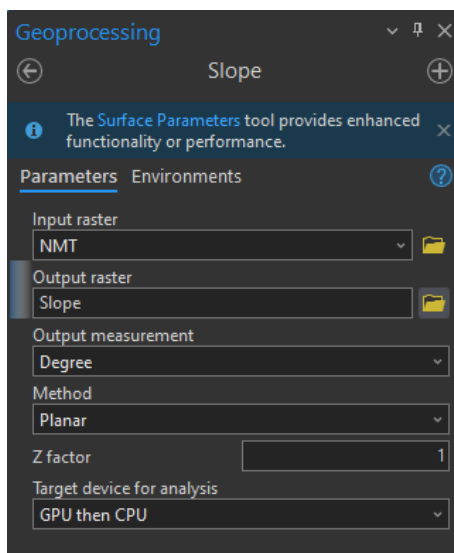 Geoprocessing
Slope
The Surface Parameters tool provides enhanced
functionality or performance.
Parameters Environments
Input raster
NMT
Output raster
Slope
Output measurement
Degree
Method
Planar
Z factor 1
Target device for analysis
GPU then CPU